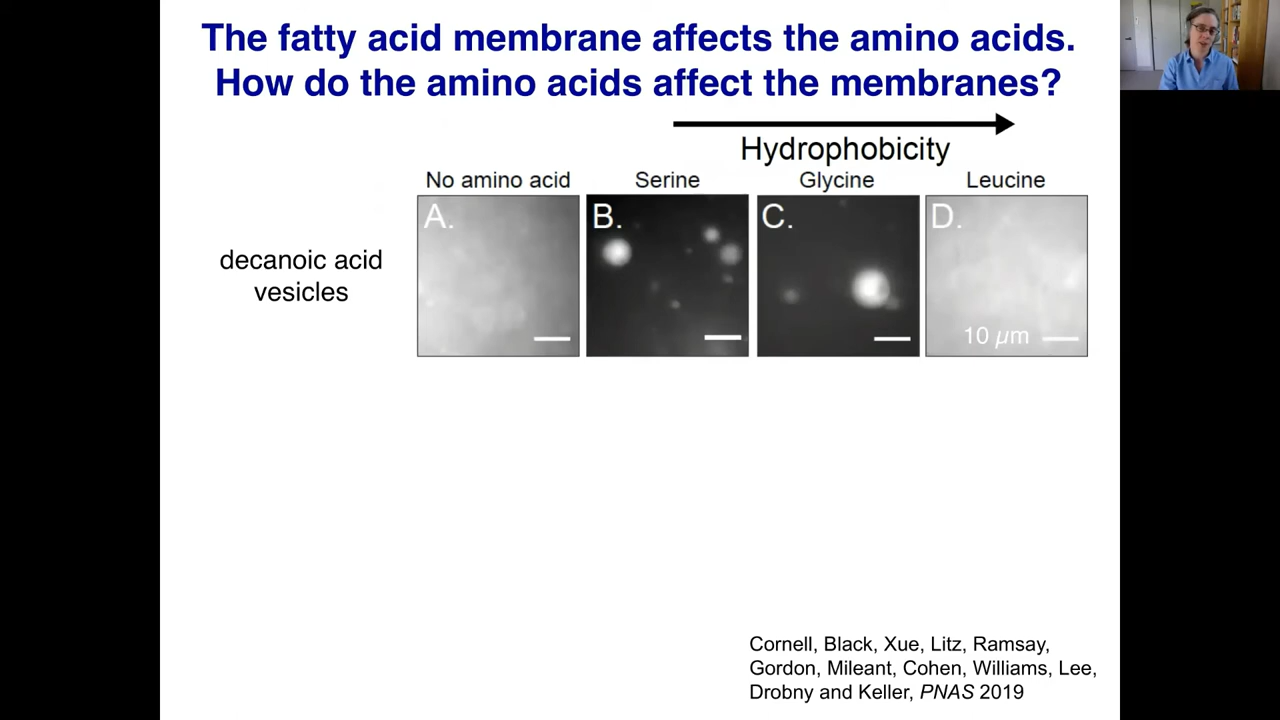 The fatty acid membrane affects the amino acids.
How do the amino acids affect the membranes?
Hydrophobicity
No amino acid Serine Glycine Leucine
A. B. C. D.
decanoic acid
vesicles
10 µm
Cornell, Black, Xue, Litz, Ramsay,
Gordon, Mileant, Cohen, Williams, Lee,
Drobny and Keller, PNAS 2019